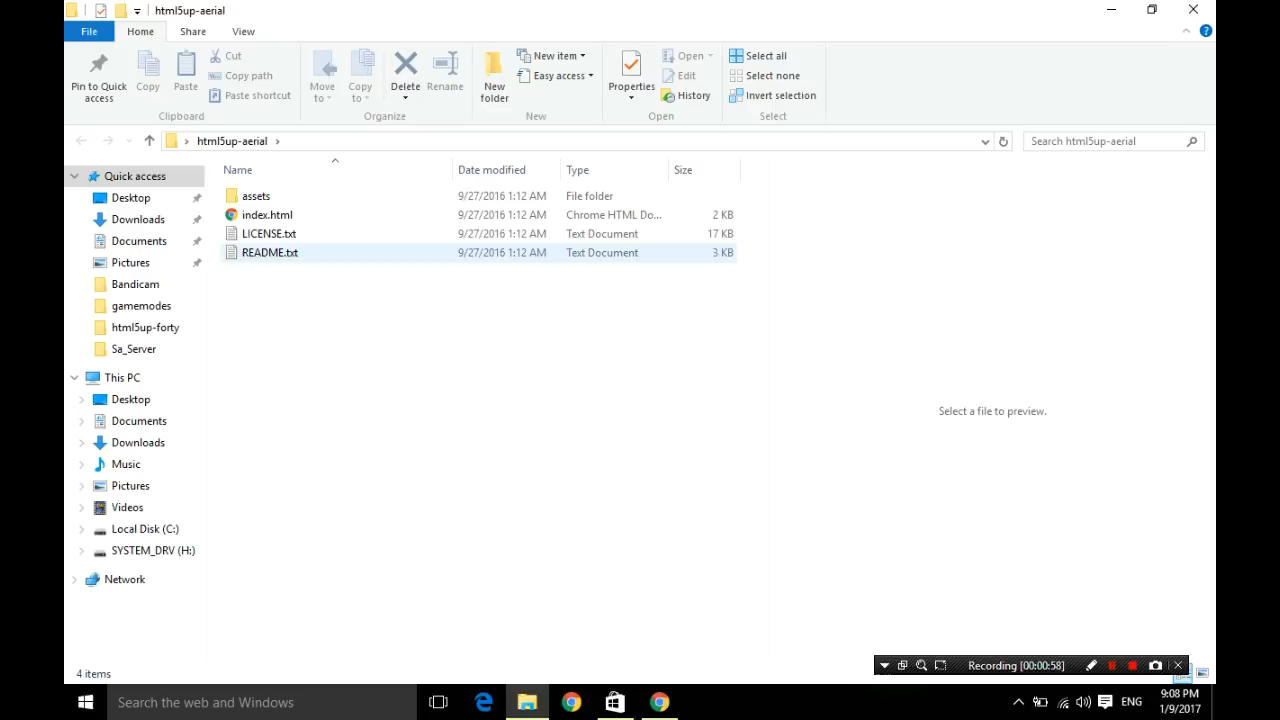 html5up-aerial
File Home Share View
Pin to Quick access
Copy
Paste
Cut
Copy path
Paste shortcut
Clipboard
Move to
Copy to
Delete
Rename
Organize
New folder
New item
Easy access
New
Properties
Open
Edit
History
Open
Select all
Select none
Invert selection
Select
html5up-aerial
Search html5up-aerial
Name Date modified Type Size
assets 9/27/2016 1:12 AM File folder
index.html 9/27/2016 1:12 AM Chrome HTML Do... 2 KB
LICENSE.txt 9/27/2016 1:12 AM Text Document 17 KB
README.txt 9/27/2016 1:12 AM Text Document 3 KB
Quick access
Desktop
Downloads
Documents
Pictures
Bandicam
gamemodes
html5up-forty
Sa_Server
This PC
Desktop
Documents
Downloads
Music
Pictures
Videos
Local Disk (C:)
SYSTEM_DRV (H:)
Network
Select a file to preview.
4 items
Recording [00:00:58]
Search the web and Windows
ENG
9:08 PM
1/9/2017